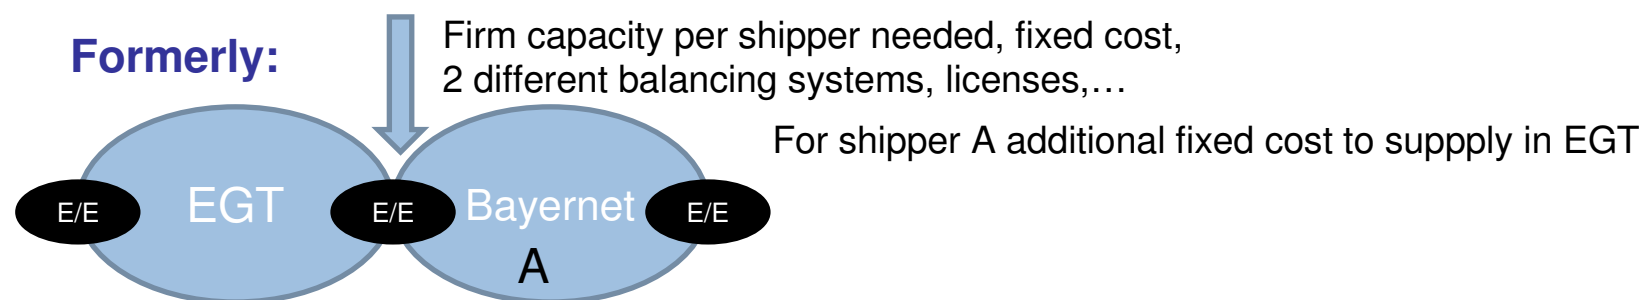 Formerly:
Firm capacity per shipper needed, fixed cost,
2 different balancing systems, licenses,…
For shipper A additional fixed cost to suppply in EGT
E/E
EGT
E/E
Bayernet
E/E
A